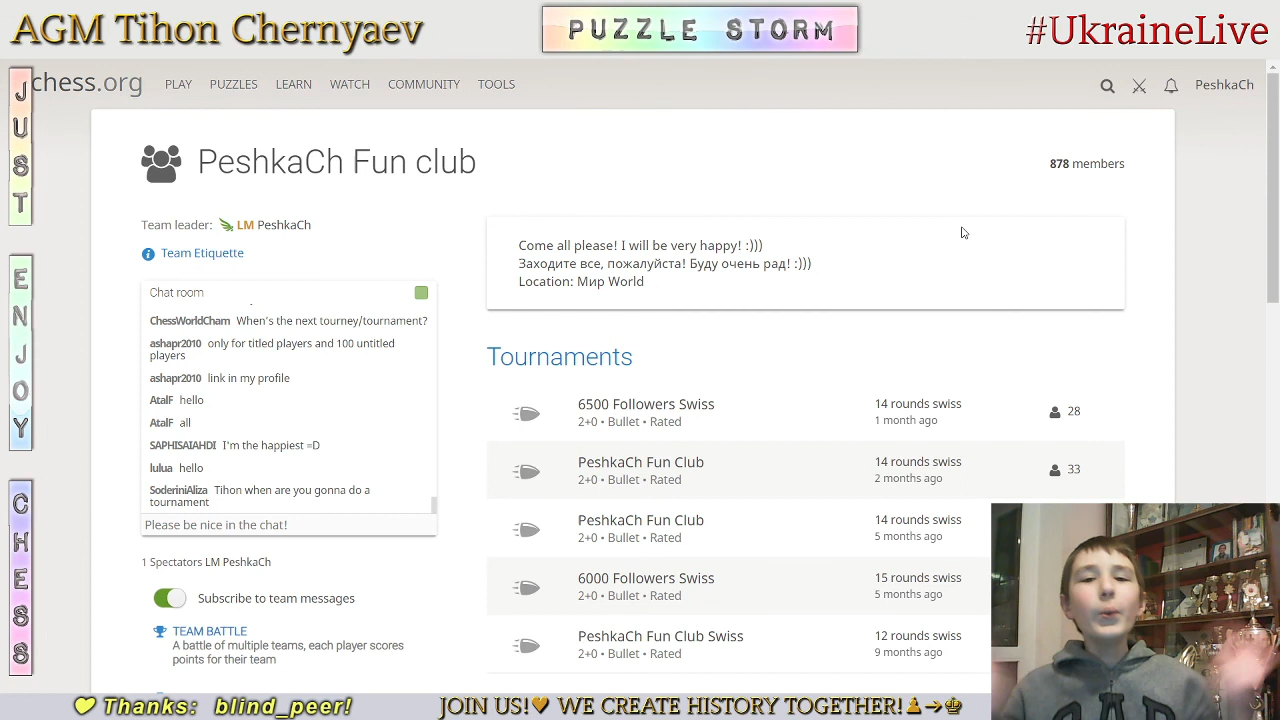 AGM Tihon Chernyaev
PUZZLE STORM
#UkraineLive
chess.org
PLAY
PUZZLES
LEARN
WATCH
COMMUNITY
TOOLS
PeshkaCh
JUST
ENJOY
CHESS
PeshkaCh Fun club
878 members
Team leader: LM PeshkaCh
Team Etiquette
Chat room
ChessWorldCham When's the next tourney/tournament?
ashapr2010 only for titled players and 100 untitled
players
ashapr2010 link in my profile
AtalF hello
AtalF all
SAPHISAIAHDI I'm the happiest =D
lulua hello
SoderiniAliza Tihon when are you gonna do a
tournament
Please be nice in the chat!
1 Spectators LM PeshkaCh
Subscribe to team messages
TEAM BATTLE
A battle of multiple teams, each player scores
points for their team
Come all please! I will be very happy! :)))
Заходите все, пожалуйста! Буду очень рад! :)))
Location: Мир World
Tournaments
6500 Followers Swiss
2+0 • Bullet • Rated
14 rounds swiss
1 month ago
28
PeshkaCh Fun Club
2+0 • Bullet • Rated
14 rounds swiss
2 months ago
33
PeshkaCh Fun Club
2+0 • Bullet • Rated
14 rounds swiss
5 months ago
6000 Followers Swiss
2+0 • Bullet • Rated
15 rounds swiss
5 months ago
PeshkaCh Fun Club Swiss
2+0 • Bullet • Rated
12 rounds swiss
9 months ago
Thanks: blind_peer!
JOIN US! WE CREATE HISTORY TOGETHER!